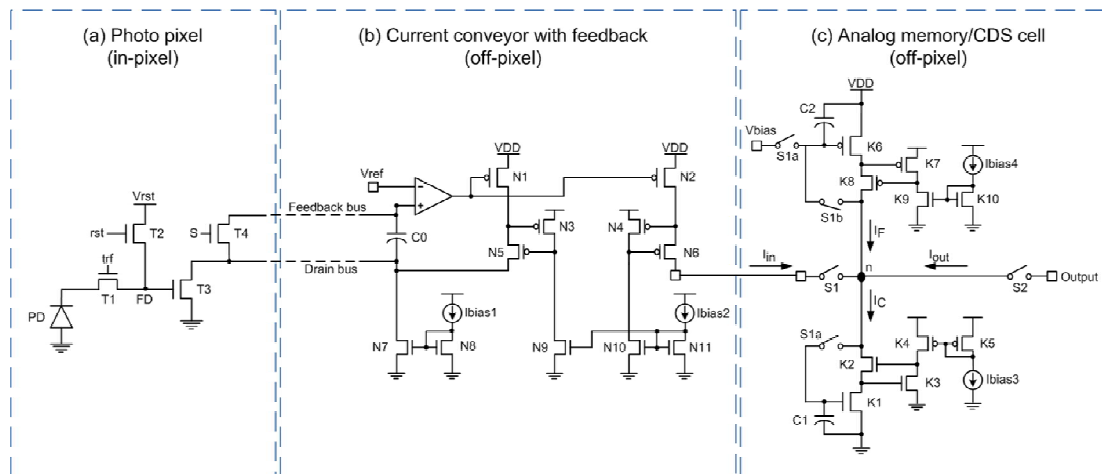 (a) Photo pixel
(in-pixel)
Vrst
rst
T2
S
T4
trf
T1
FD
T3
PD
(b) Current conveyor with feedback
(off-pixel)
Feedback bus
Drain bus
Vref
-
+
C0
VDD
N1
VDD
N2
N3
N4
N5
N6
Ibias1
Ibias2
N7
N8
N9
N10
N11
(c) Analog memory/CDS cell
(off-pixel)
VDD
C2
Vbias
S1a
K6
K7
Ibias4
K8
K9
K10
S1b
IF
Iin
S1
n
Iout
S2
Output
IC
S1a
K4
K5
K2
K3
Ibias3
K1
C1